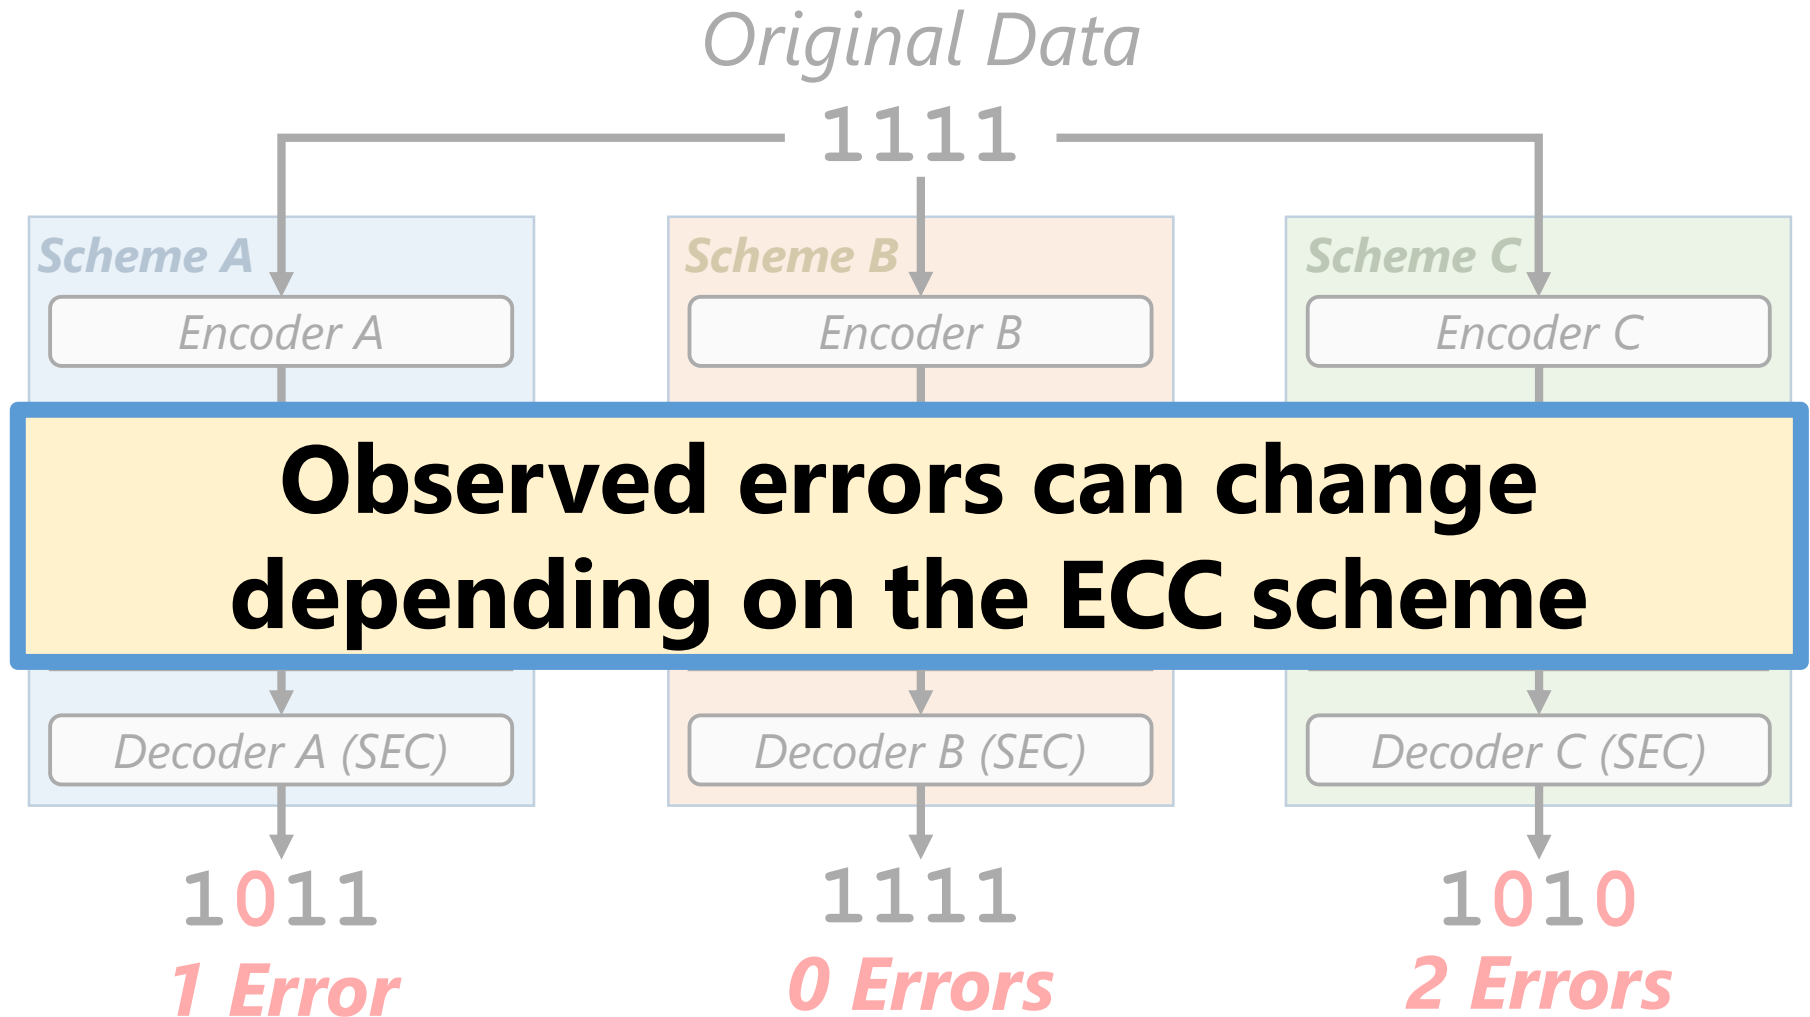 Original Data
1111
Scheme A
Scheme B
Scheme C
Encoder A
Encoder B
Encoder C
Observed errors can change
depending on the ECC scheme
Decoder A (SEC)
Decoder B (SEC)
Decoder C (SEC)
1011
1111
1010
1 Error
0 Errors
2 Errors